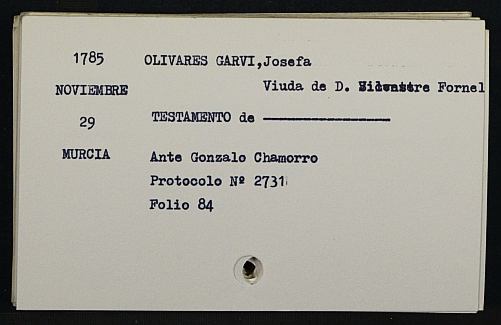 1785 OLIVARES GARVI,Josefa
NOVIEMBRE Viuda de D. Silvestre Fornel
29 TESTAMENTO de
MURCIA Ante Gonzalo Chamorro
Protocolo Nº 2731
Folio 84